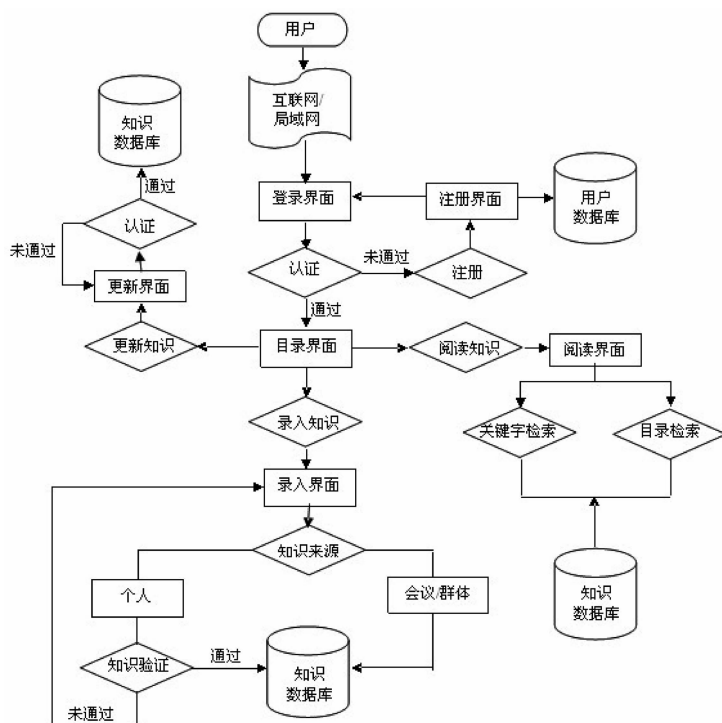 用户
互联网/
局域网
知识
数据库
通过
登录界面
注册界面
用户
数据库
认证
未通过
认证
未通过
注册
更新界面
通过
更新知识
目录界面
阅读知识
阅读界面
录入知识
关键字检索
目录检索
录入界面
知识来源
个人
会议/群体
知识
数据库
知识验证
通过
知识
数据库
未通过